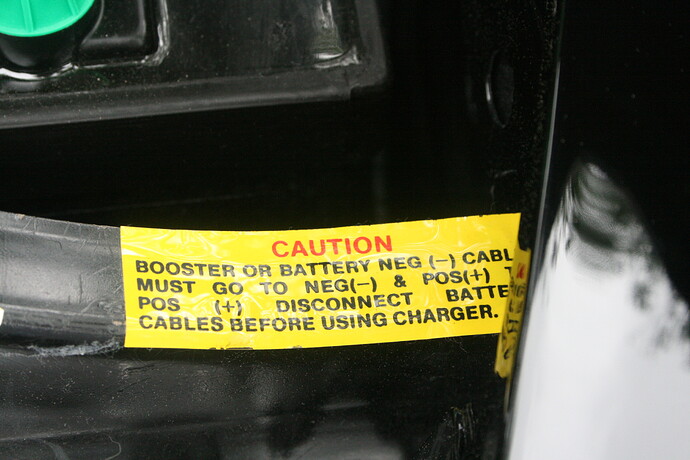 CAUTION
BOOSTER OR BATTERY NEG (−) CABL
MUST GO TO NEG(−) & POS(+) T
POS (+) DISCONNECT BATTE
CABLES BEFORE USING CHARGER.